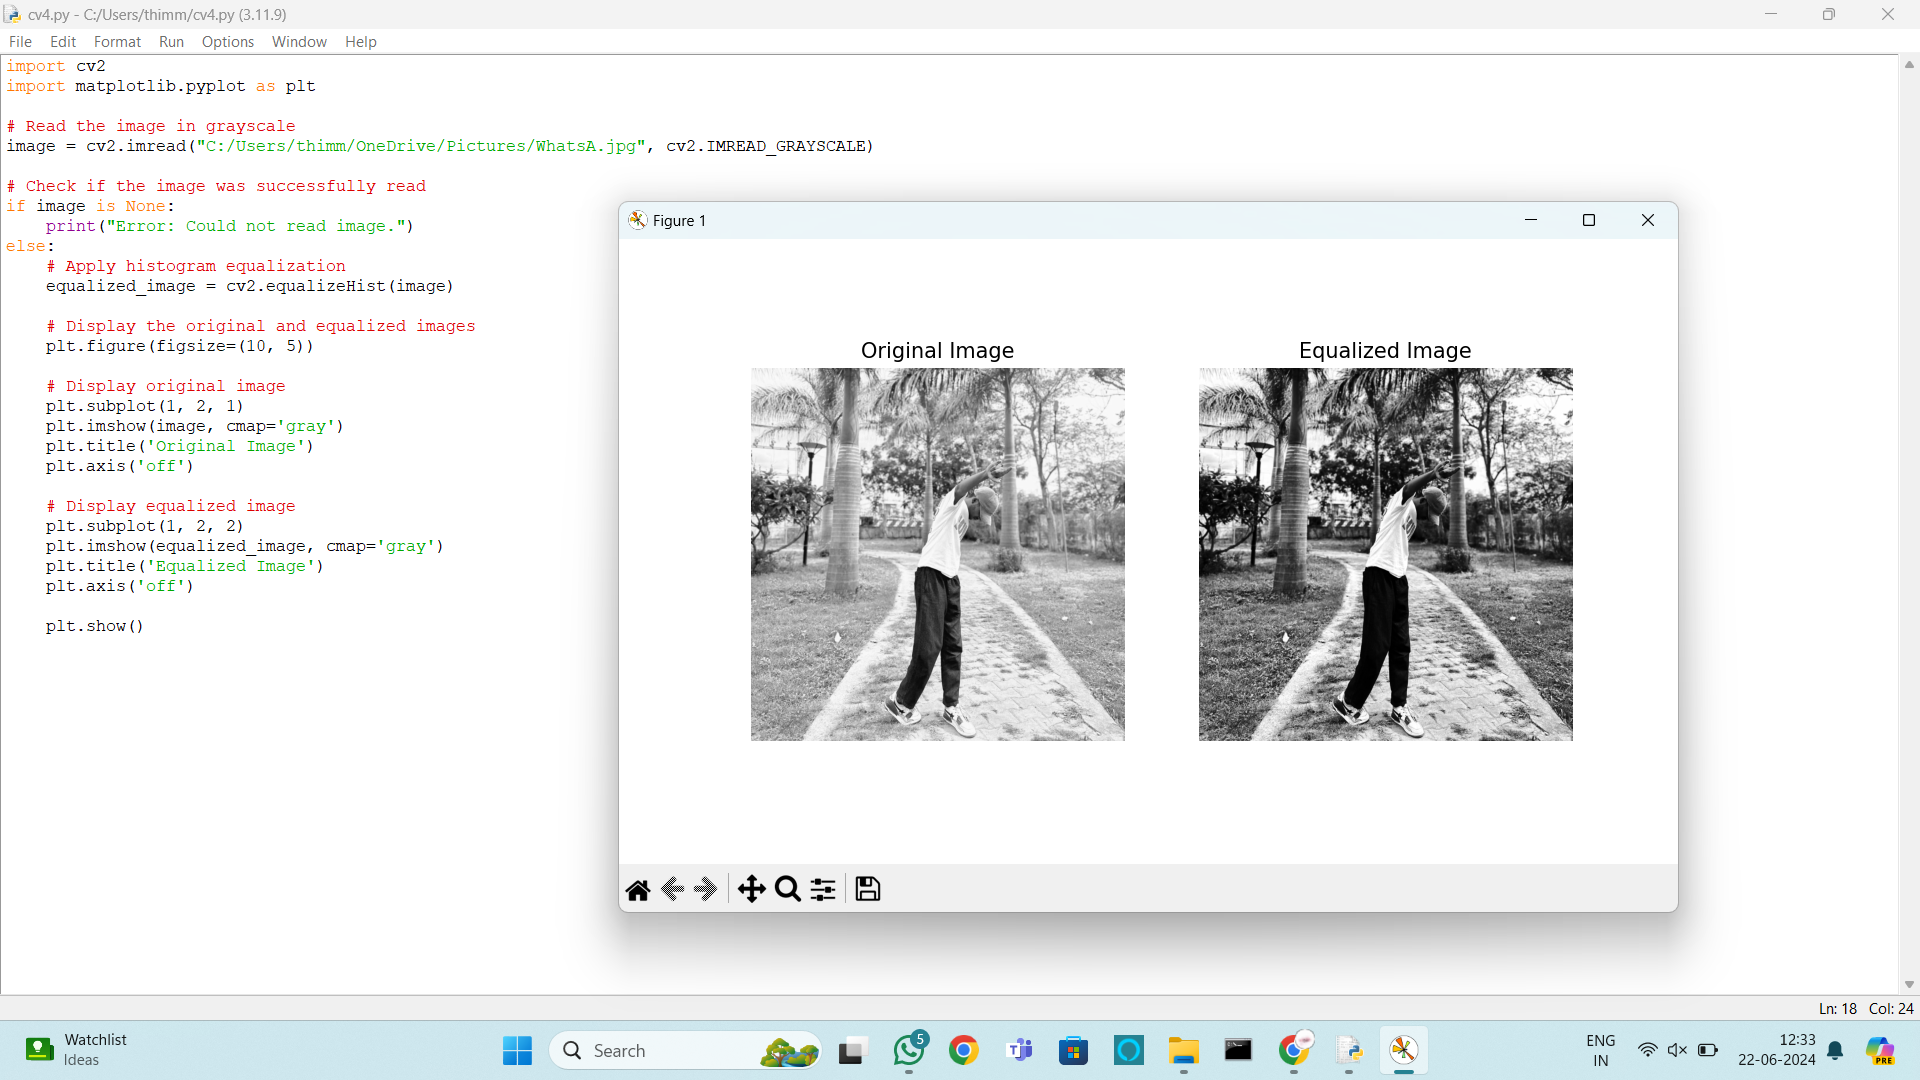 cv4.py - C:/Users/thimm/cv4.py (3.11.9)
File Edit Format Run Options Window Help
import cv2
import matplotlib.pyplot as plt
# Read the image in grayscale
image = cv2.imread("C:/Users/thimm/OneDrive/Pictures/WhatsA.jpg", cv2.IMREAD_GRAYSCALE)
# Check if the image was successfully read
if image is None:
    print("Error: Could not read image.")
else:
    # Apply histogram equalization
    equalized_image = cv2.equalizeHist(image)
    # Display the original and equalized images
    plt.figure(figsize=(10, 5))
    # Display original image
    plt.subplot(1, 2, 1)
    plt.imshow(image, cmap='gray')
    plt.title('Original Image')
    plt.axis('off')
    # Display equalized image
    plt.subplot(1, 2, 2)
    plt.imshow(equalized_image, cmap='gray')
    plt.title('Equalized Image')
    plt.axis('off')
    plt.show()
Figure 1
Original Image
Equalized Image
Ln: 18 Col: 24
Watchlist
Ideas
Search
5
ENG
IN
12:33
22-06-2024
PRE